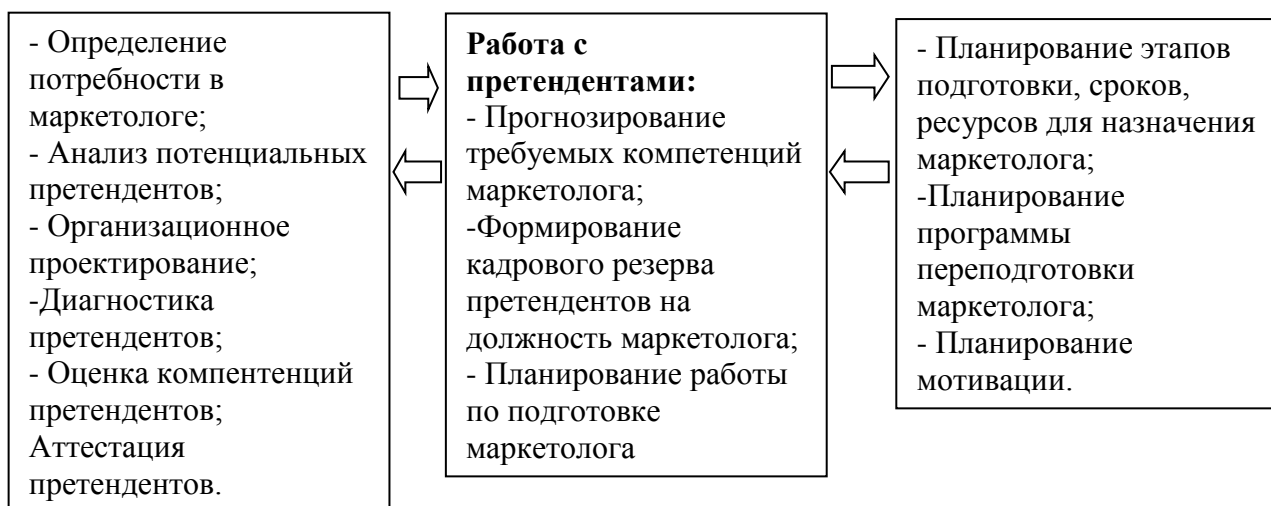 - Определение
потребности в
маркетологе;
- Анализ потенциальных
претендентов;
- Организационное
проектирование;
-Диагностика
претендентов;
- Оценка компентенций
претендентов;
Аттестация
претендентов.
Работа с
претендентами:
- Прогнозирование
требуемых компетенций
маркетолога;
-Формирование
кадрового резерва
претендентов на
должность маркетолога;
- Планирование работы
по подготовке
маркетолога
- Планирование этапов
подготовки, сроков,
ресурсов для назначения
маркетолога;
-Планирование
программы
переподготовки
маркетолога;
- Планирование
мотивации.